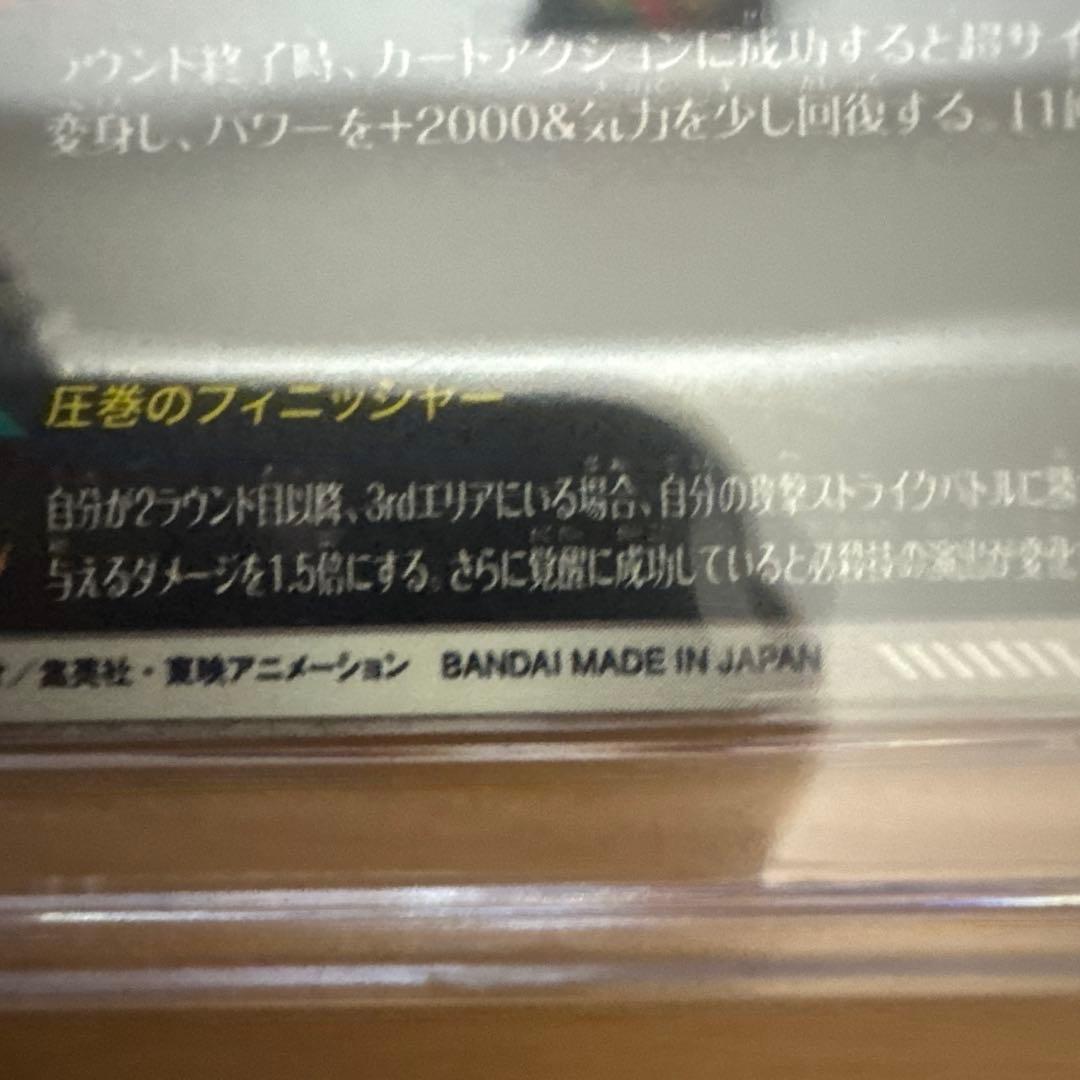 ラウンド終了時、カードアクションに成功すると超サイ
変身し、パワーを+2000&気力を少し回復する。[1回
圧巻のフィニッシャー
自分が2ラウンド目以降、3rdエリアにいる場合、自分の攻撃ストライクバトルに
与えるダメージを1.5倍にする。さらに覚醒に成功していると必殺技の演出が変化
/集英社・東映アニメーション BANDAI MADE IN JAPAN